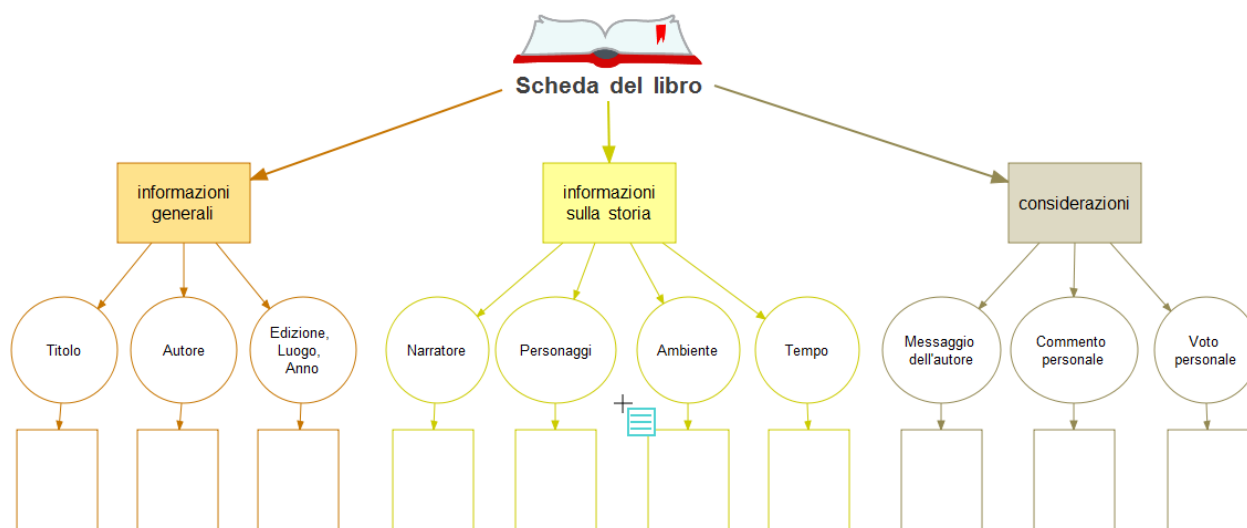 Scheda del libro
informazioni
generali
informazioni
sulla storia
considerazioni
Titolo
Autore
Edizione,
Luogo,
Anno
Narratore
Personaggi
Ambiente
Tempo
Messaggio
dell'autore
Commento
personale
Voto
personale